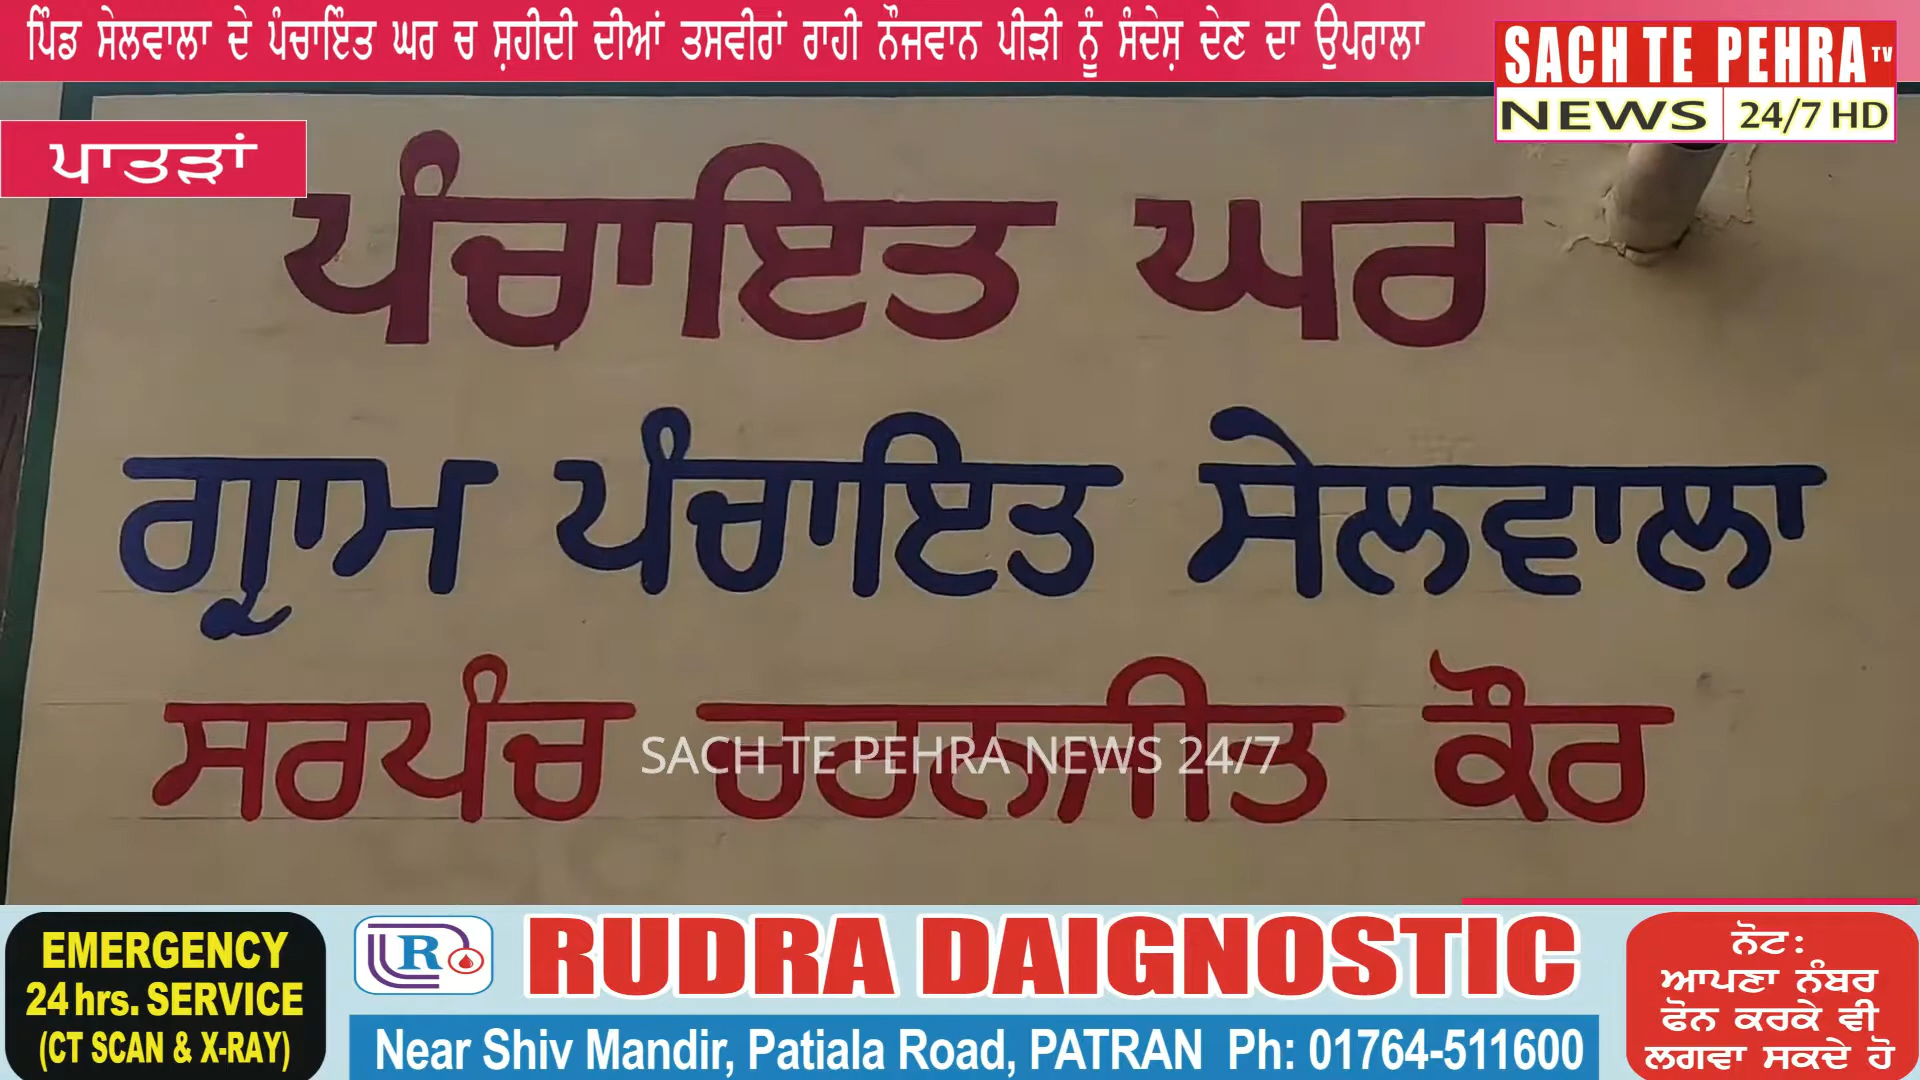 ਪਿੰਡ ਸੇਲਵਾਲਾ ਦੇ ਪੰਚਾਇੰਤ ਘਰ ਚ ਸ਼ਹੀਦੀ ਦੀਆਂ ਤਸਵੀਰਾਂ ਰਾਹੀ ਨੌਜਵਾਨ ਪੀੜੀ ਨੂੰ ਸੰਦੇਸ਼ ਦੇਣ ਦਾ ਉਪਰਾਲਾ
SACH TE PEHRA TV
NEWS 24/7 HD
ਪਾਤੜਾਂ
ਪੰਚਾਇਤ ਘਰ
ਗ੍ਰਾਮ ਪੰਚਾਇਤ ਸੇਲਵਾਲਾ
ਸਰਪੰਚ ਚਰਨਜੀਤ ਕੌਰ
SACH TE PEHRA NEWS 24/7
EMERGENCY
24 hrs. SERVICE
(CT SCAN & X-RAY)
R
RUDRA DAIGNOSTIC
Near Shiv Mandir, Patiala Road, PATRAN Ph: 01764-511600
ਨੋਟ:
ਆਪਣਾ ਨੰਬਰ
ਫੋਨ ਕਰਕੇ ਵੀ
ਲਗਵਾ ਸਕਦੇ ਹੋ